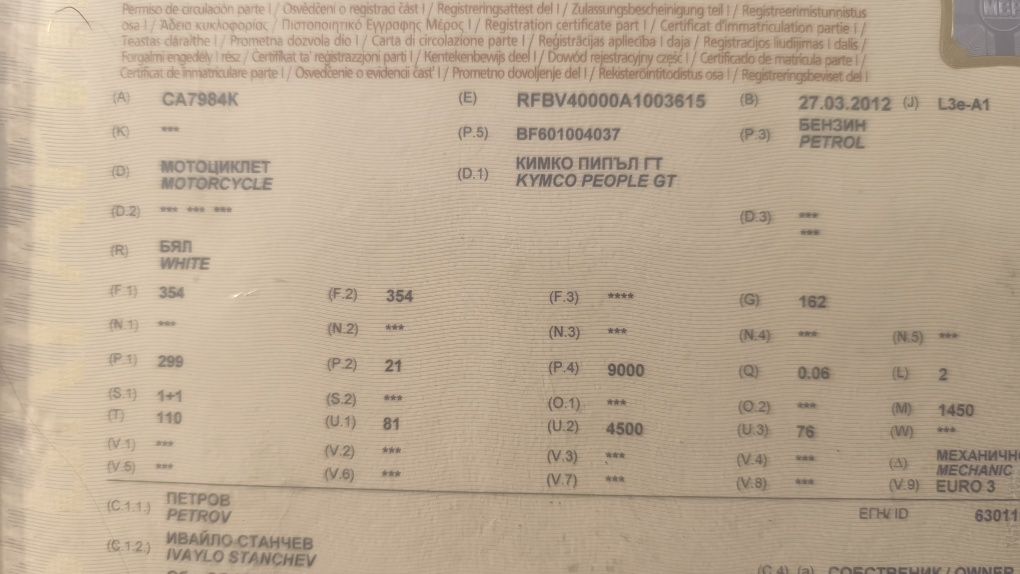 Permiso de circulación parte I / Osvědčení o registraci část I / Registreringsattest del I / Zulassungsbescheinigung teil I / Registreerimistunnistus
osa I / Άδεια κυκλοφορίας / Πιστοποιητικό Εγγραφης Μέρος I / Registration certificate part I / Certificat d'immatriculation partie I /
Teastas cláraithe I / Prometna dozvola dio I / Carta di circolazione parte I / Reģistrācijas apliecība I daļa / Registracijos liudijimas I dalis /
Forgalmi engedély I rész / Ċertifikat ta' reġistrazzjoni parti I / Kentekenbewijs deel I / Dowód rejestracyjny część I / Certificado de matrícula parte I /
Certificat de inmatriculare parte I / Osvedčenie o evidencii časť I / Prometno dovoljenje del I / Rekisteröintitodistus osa I / Registreringsbeviset del I
(A) CA7984K (E) RFBV40000A1003615 (B) 27.03.2012 (J) L3e-A1
(K) *** (P.5) BF601004037 (P.3) БЕНЗИН
PETROL
(D) МОТОЦИКЛЕТ (D.1) КИМКО ПИПЪЛ ГТ
MOTORCYCLE KYMCO PEOPLE GT
(D.2) *** *** *** (D.3) ***
***
(R) БЯЛ
WHITE
(F.1) 354 (F.2) 354 (F.3) **** (G) 162
(N.1) *** (N.2) *** (N.3) *** (N.4) *** (N.5) ***
(P.1) 299 (P.2) 21 (P.4) 9000 (Q) 0.06 (L) 2
(S.1) 1+1 (S.2) *** (O.1) *** (O.2) *** (M) 1450
(T) 110 (U.1) 81 (U.2) 4500 (U.3) 76 (W) ***
(V.1) *** (V.2) *** (V.3) *** (V.4) *** (Δ) МЕХАНИЧНО
MECHANIC
(V.5) *** (V.6) *** (V.7) *** (V.8) *** (V.9) EURO 3
(C.1.1.) ПЕТРОВ ЕГН/ ID 63011
PETROV
(C.1.2.) ИВАЙЛО СТАНЧЕВ
IVAYLO STANCHEV
(C.4) (a) СОБСТВЕНИК / OWNER